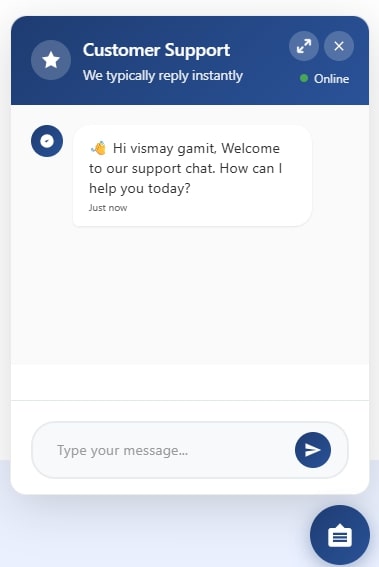 Customer Support
We typically reply instantly
Online
👋 Hi vismay gamit, Welcome
to our support chat. How can I
help you today?
Just now
Type your message...